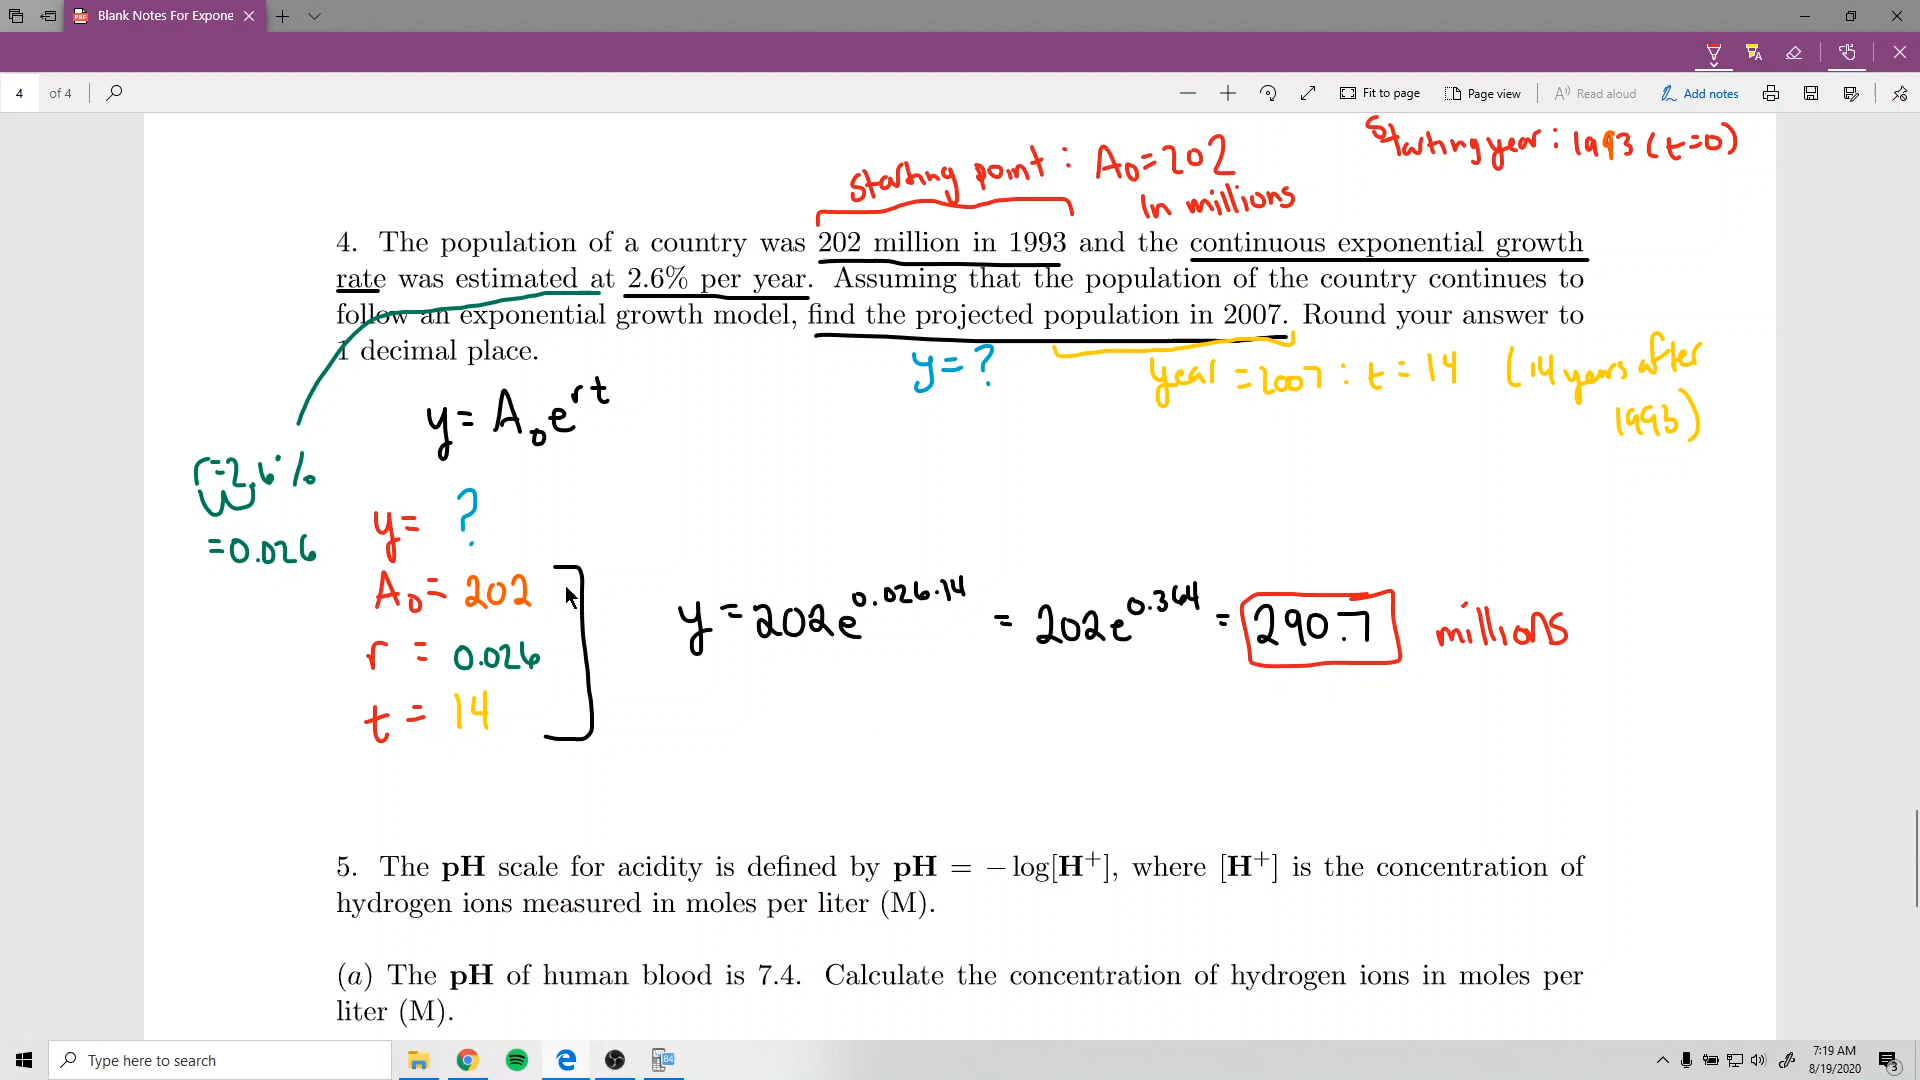 Blank Notes For Expone
4 of 4
Fit to page
Page view
Read aloud
Add notes
Starting year: 1993 (t=0)
starting point: A₀=202
in millions
4. The population of a country was 202 million in 1993 and the continuous exponential growth
rate was estimated at 2.6% per year. Assuming that the population of the country continues to
follow an exponential growth model, find the projected population in 2007. Round your answer to
1 decimal place.
y=?
year = 2007 : t = 14 (14 years after
1993)
y = A₀e^rt
r=2.6%
=0.026
y= ?
A₀= 202
r = 0.026
t = 14
y = 202e^0.026·14 = 202e^0.364 = 290.7 millions
5. The pH scale for acidity is defined by pH = −log[H⁺], where [H⁺] is the concentration of
hydrogen ions measured in moles per liter (M).
(a) The pH of human blood is 7.4. Calculate the concentration of hydrogen ions in moles per
liter (M).
Type here to search
84
7:19 AM
8/19/2020
3